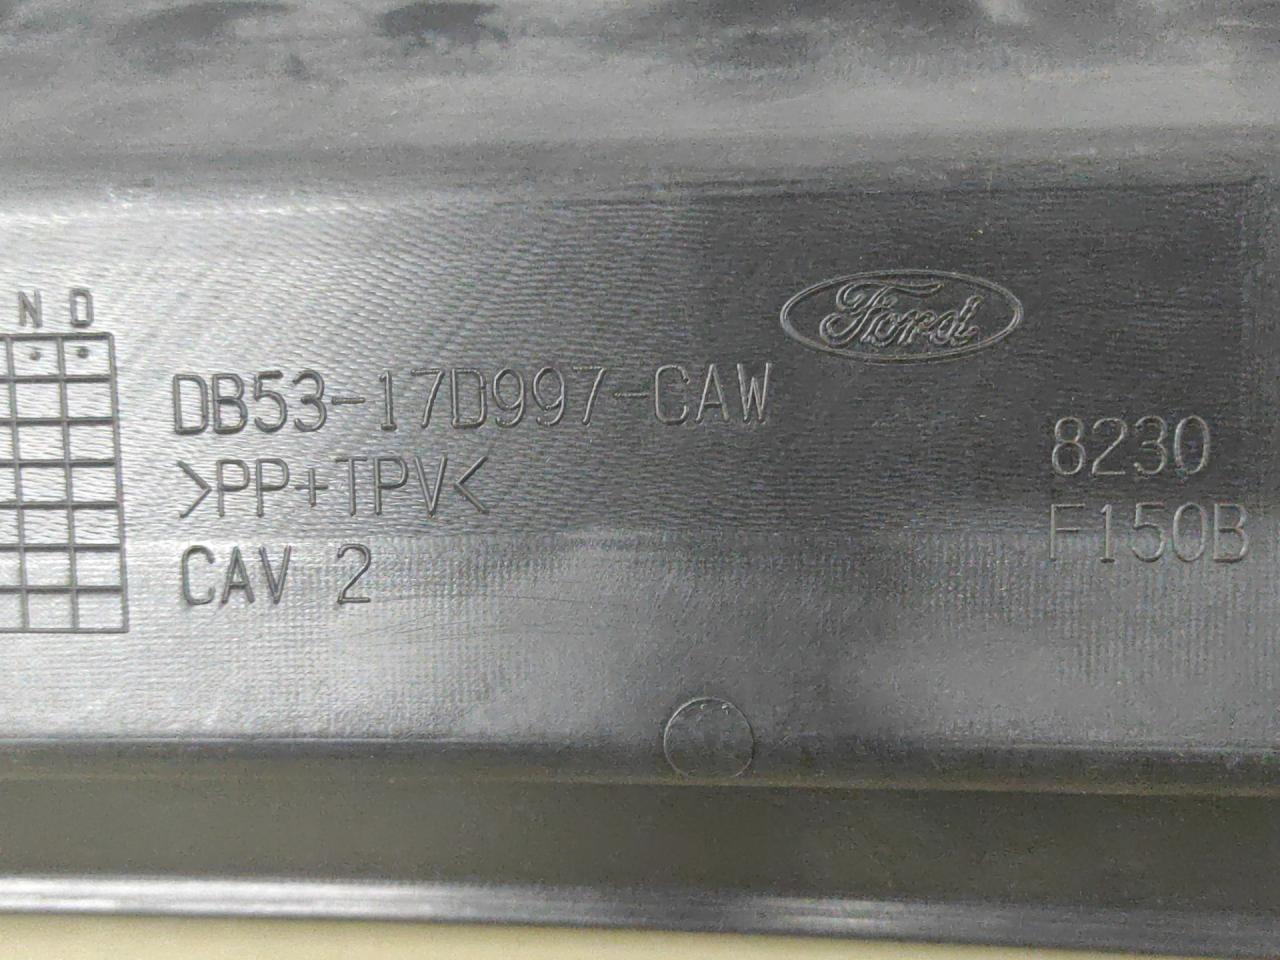 N D
Ford
DB53-17D997-CAW
8230
>PP+TPV<
F150B
CAV 2